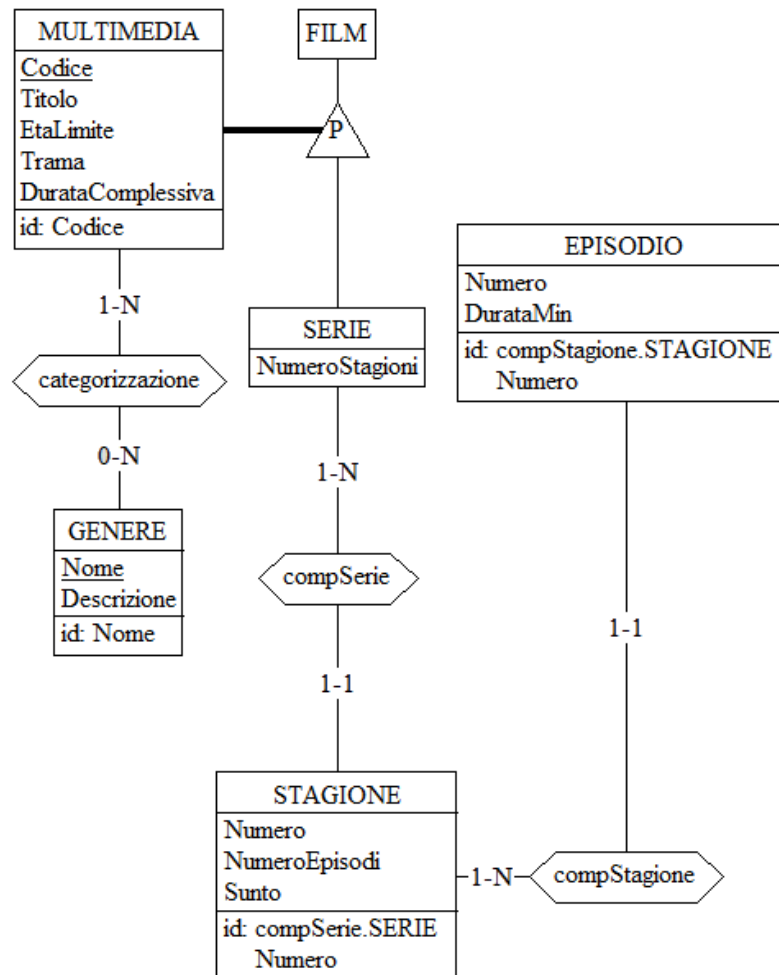 MULTIMEDIA
Codice
Titolo
EtaLimite
Trama
DurataComplessiva
id: Codice
FILM
P
1-N
categorizzazione
0-N
GENERE
Nome
Descrizione
id: Nome
SERIE
NumeroStagioni
1-N
compSerie
1-1
EPISODIO
Numero
DurataMin
id: compStagione.STAGIONE
Numero
1-1
STAGIONE
Numero
NumeroEpisodi
Sunto
id: compSerie.SERIE
Numero
1-N
compStagione